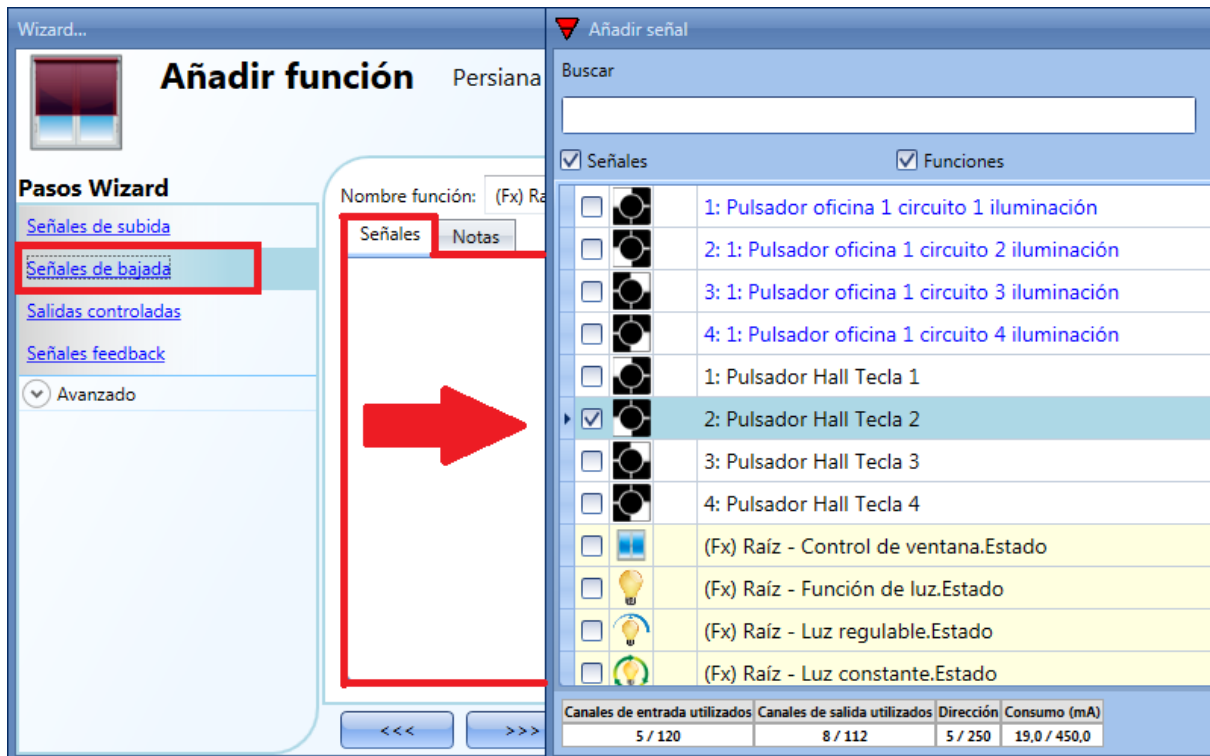 Wizard...
Añadir función
Persiana
Pasos Wizard
Señales de subida
Señales de bajada
Salidas controladas
Señales feedback
Avanzado
Nombre función:
(Fx) Ra
Señales
Notas
<<<
>>>
Añadir señal
Buscar
Señales
Funciones
1: Pulsador oficina 1 circuito 1 iluminación
2: 1: Pulsador oficina 1 circuito 2 iluminación
3: 1: Pulsador oficina 1 circuito 3 iluminación
4: 1: Pulsador oficina 1 circuito 4 iluminación
1: Pulsador Hall Tecla 1
2: Pulsador Hall Tecla 2
3: Pulsador Hall Tecla 3
4: Pulsador Hall Tecla 4
(Fx) Raíz - Control de ventana.Estado
(Fx) Raíz - Función de luz.Estado
(Fx) Raíz - Luz regulable.Estado
(Fx) Raíz - Luz constante.Estado
Canales de entrada utilizados Canales de salida utilizados Dirección Consumo (mA)
5 / 120 8 / 112 5 / 250 19,0 / 450,0